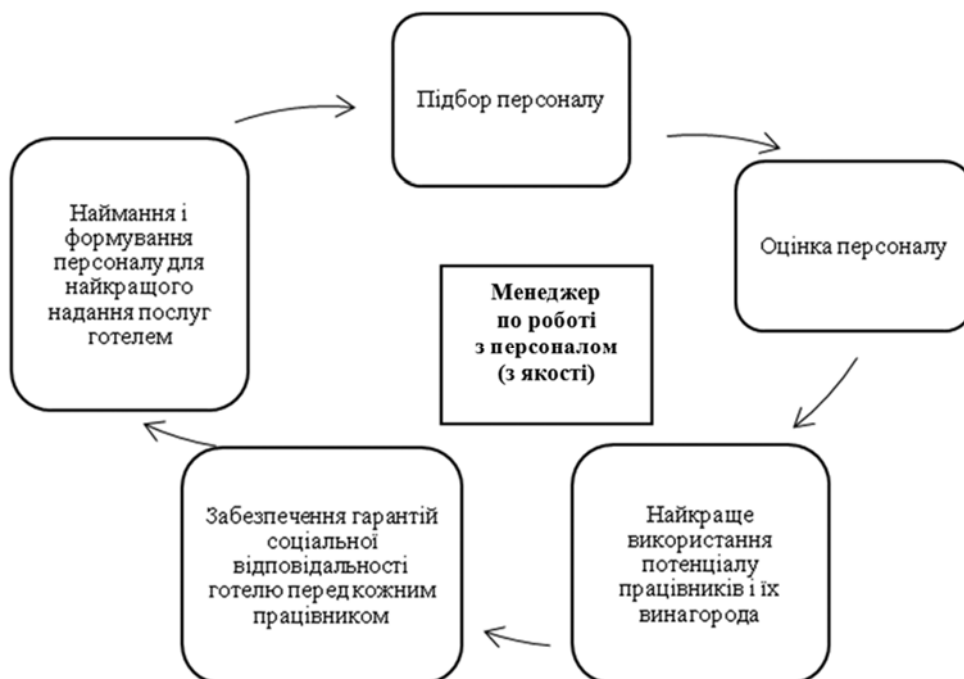 Підбор персоналу
Оцінка персоналу
Найкраще
використання
потенціалу
працівників і їх
винагорода
Забезпечення гарантій
соціальної
відповідальності
готелю перед кожним
працівником
Наймання і
формування
персоналу для
найкращого
надання послуг
готелем
Менеджер
по роботі
з персоналом
(з якості)